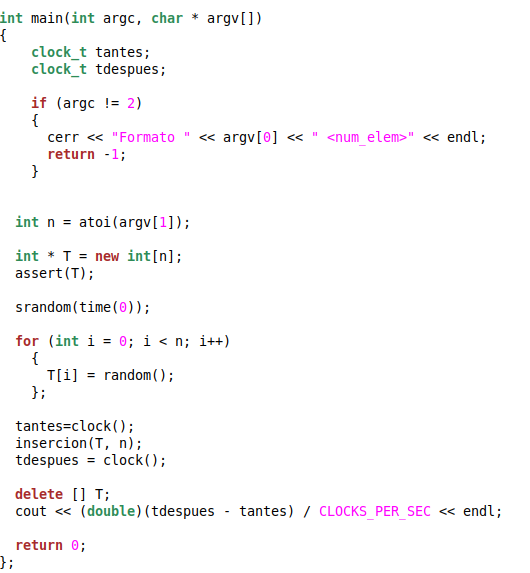 int main(int argc, char * argv[])
{
    clock_t tantes;
    clock_t tdespues;

    if (argc != 2)
    {
      cerr << "Formato " << argv[0] << " <num_elem>" << endl;
      return -1;
    }


  int n = atoi(argv[1]);

  int * T = new int[n];
  assert(T);

  srandom(time(0));

  for (int i = 0; i < n; i++)
    {
      T[i] = random();
    };

  tantes=clock();
  insercion(T, n);
  tdespues = clock();

  delete [] T;
  cout << (double)(tdespues - tantes) / CLOCKS_PER_SEC << endl;

  return 0;
};